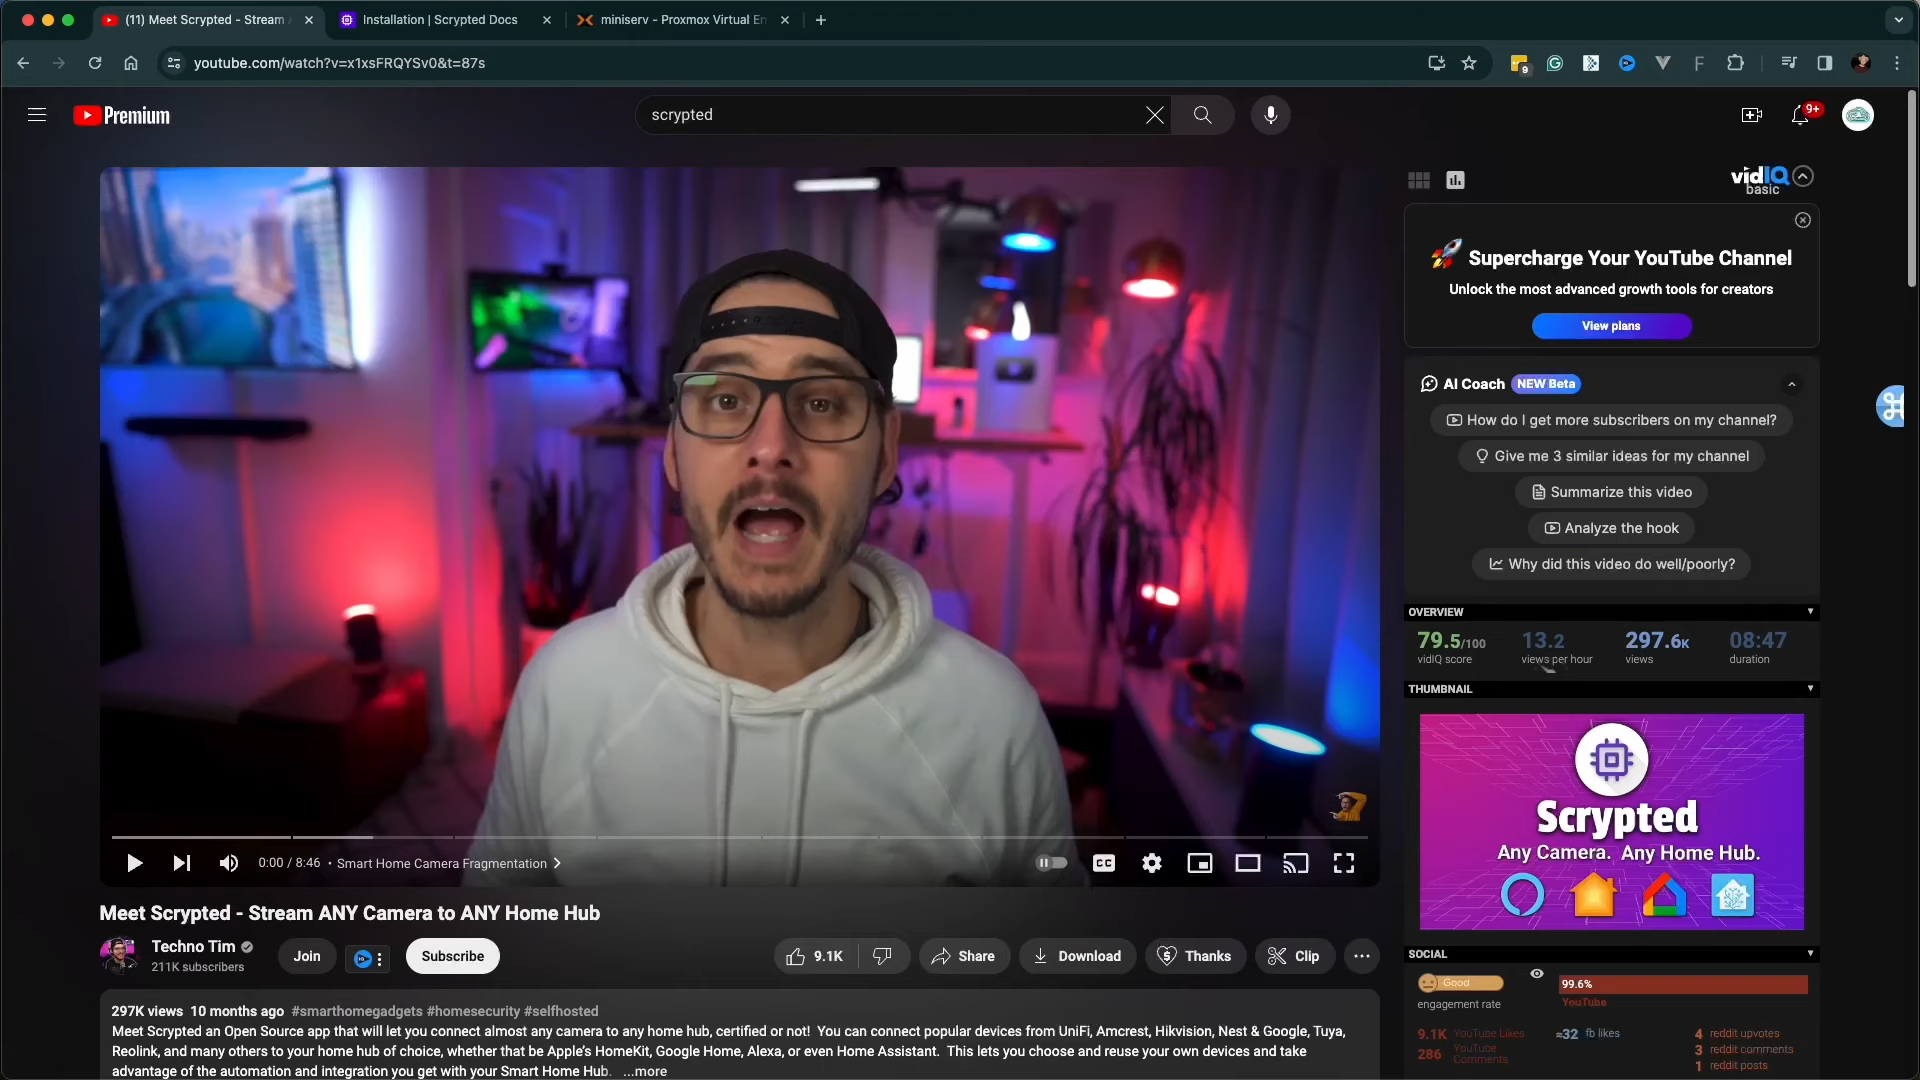 (11) Meet Scrypted - Stream
Installation | Scrypted Docs
miniserv - Proxmox Virtual En
youtube.com/watch?v=x1xsFRQYSv0&t=87s
9
Premium
scrypted
9+
vidIQ
basic
Supercharge Your YouTube Channel
Unlock the most advanced growth tools for creators
View plans
AI Coach NEW Beta
How do I get more subscribers on my channel?
Give me 3 similar ideas for my channel
Summarize this video
Analyze the hook
Why did this video do well/poorly?
OVERVIEW
79.5/100 13.2 297.6K 08:47
vidIQ score views per hour views duration
THUMBNAIL
Scrypted
Any Camera. Any Home Hub.
0:00 / 8:46 • Smart Home Camera Fragmentation
CC
Meet Scrypted - Stream ANY Camera to ANY Home Hub
Techno Tim
211K subscribers
Join
Subscribe
9.1K
Share
Download
Thanks
Clip
SOCIAL
Good
engagement rate
99.6%
YouTube
9.1K YouTube Likes
286 YouTube Comments
≈32 fb likes
4 reddit upvotes
3 reddit comments
1 reddit posts
297K views 10 months ago #smarthomegadgets #homesecurity #selfhosted
Meet Scrypted an Open Source app that will let you connect almost any camera to any home hub, certified or not! You can connect popular devices from UniFi, Amcrest, Hikvision, Nest & Google, Tuya,
Reolink, and many others to your home hub of choice, whether that be Apple's HomeKit, Google Home, Alexa, or even Home Assistant. This lets you choose and reuse your own devices and take
advantage of the automation and integration you get with your Smart Home Hub. ...more